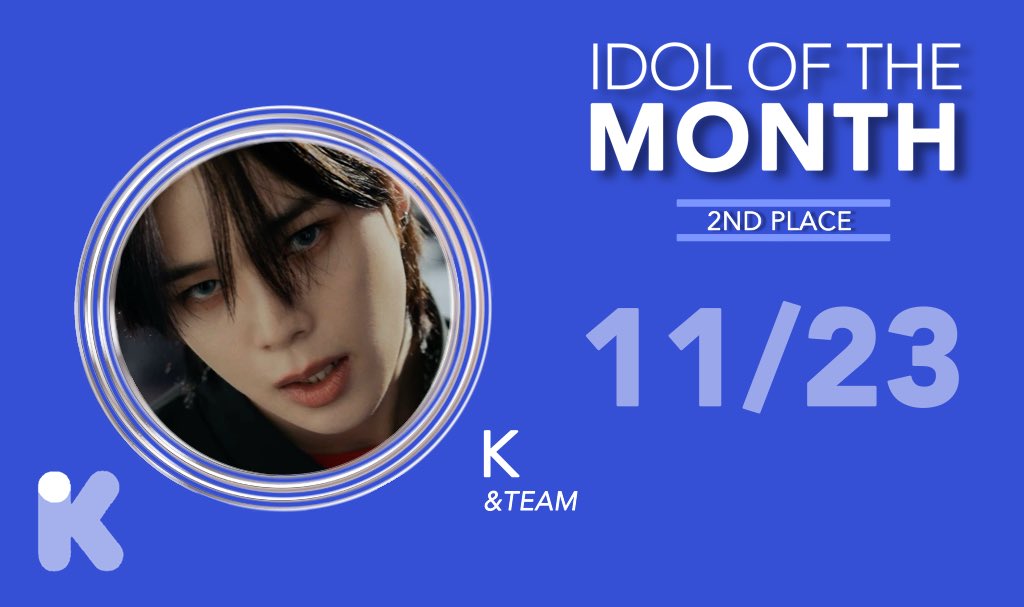 IDOL OF THE
MONTH
2ND PLACE
11/23
K
&TEAM
K